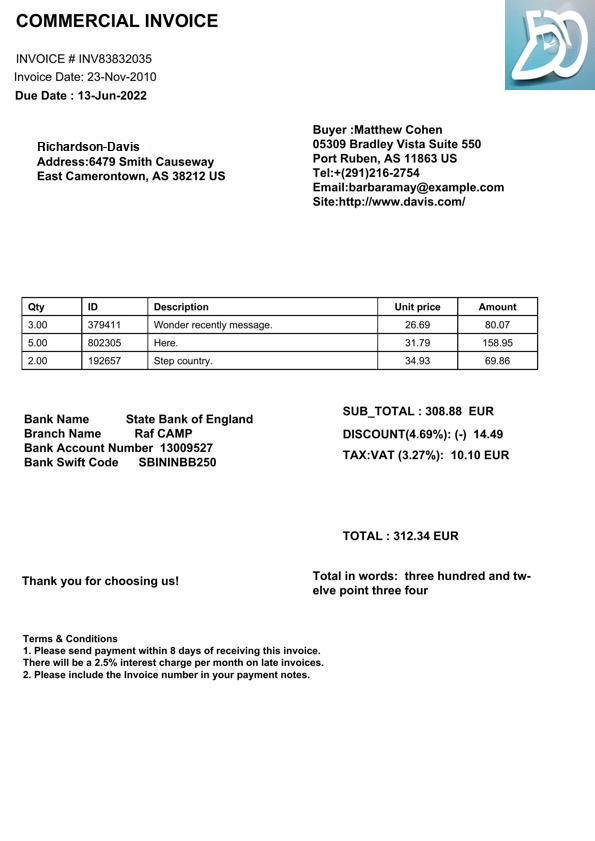 COMMERCIAL INVOICE
INVOICE # INV83832035
Invoice Date: 23-Nov-2010
Due Date : 13-Jun-2022
Richardson-Davis
Address:6479 Smith Causeway
East Camerontown, AS 38212 US
Buyer :Matthew Cohen
05309 Bradley Vista Suite 550
Port Ruben, AS 11863 US
Tel:+(291)216-2754
Email:barbaramay@example.com
Site:http://www.davis.com/
Qty ID Description Unit price Amount
3.00 379411 Wonder recently message. 26.69 80.07
5.00 802305 Here. 31.79 158.95
2.00 192657 Step country. 34.93 69.86
Bank Name State Bank of England
Branch Name Raf CAMP
Bank Account Number 13009527
Bank Swift Code SBININBB250
SUB_TOTAL : 308.88 EUR
DISCOUNT(4.69%): (-) 14.49
TAX:VAT (3.27%): 10.10 EUR
TOTAL : 312.34 EUR
Thank you for choosing us!
Total in words: three hundred and tw-
elve point three four
Terms & Conditions
1. Please send payment within 8 days of receiving this invoice.
There will be a 2.5% interest charge per month on late invoices.
2. Please include the Invoice number in your payment notes.